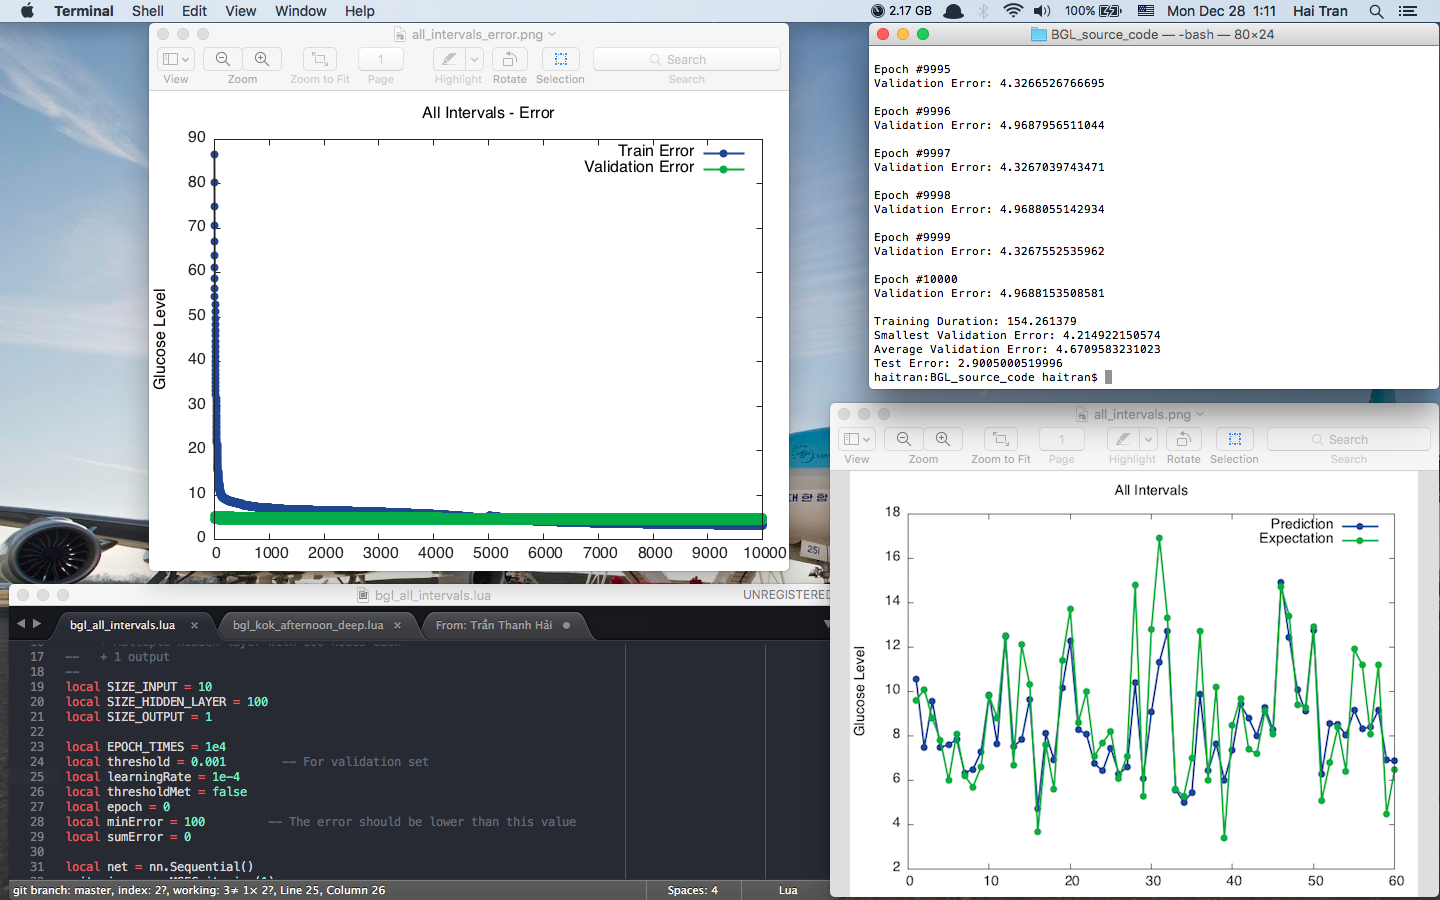 Terminal Shell Edit View Window Help 2.17 GB 100% Mon Dec 28 1:11 Hai Tran
all_intervals_error.png
1
Search
View Zoom Zoom to Fit Page Highlight Rotate Selection Search
All Intervals - Error
Train Error
Validation Error
Glucose Level
90
80
70
60
50
40
30
20
10
0
0 1000 2000 3000 4000 5000 6000 7000 8000 9000 10000
BGL_source_code — -bash — 80×24
Epoch #9995
Validation Error: 4.3266526766695
Epoch #9996
Validation Error: 4.9687956511044
Epoch #9997
Validation Error: 4.3267039743471
Epoch #9998
Validation Error: 4.9688055142934
Epoch #9999
Validation Error: 4.3267552535962
Epoch #10000
Validation Error: 4.9688153508581
Training Duration: 154.261379
Smallest Validation Error: 4.214922150574
Average Validation Error: 4.6709583231023
Test Error: 2.9005000519996
haitran:BGL_source_code haitran$
all_intervals.png
1
Search
View Zoom Zoom to Fit Page Highlight Rotate Selection Search
All Intervals
Prediction
Expectation
Glucose Level
18
16
14
12
10
8
6
4
2
0 10 20 30 40 50 60
대한항
251
bgl_all_intervals.lua UNREGISTERED
bgl_all_intervals.lua × bgl_kok_afternoon_deep.lua × From: Trần Thanh Hải
17 -- + 1 output
18 --
19 local SIZE_INPUT = 10
20 local SIZE_HIDDEN_LAYER = 100
21 local SIZE_OUTPUT = 1
22
23 local EPOCH_TIMES = 1e4
24 local threshold = 0.001 -- For validation set
25 local learningRate = 1e-4
26 local thresholdMet = false
27 local epoch = 0
28 local minError = 100 -- The error should be lower than this value
29 local sumError = 0
30
31 local net = nn.Sequential()
git branch: master, index: 2?, working: 3≠ 1× 2?, Line 25, Column 26 Spaces: 4 Lua